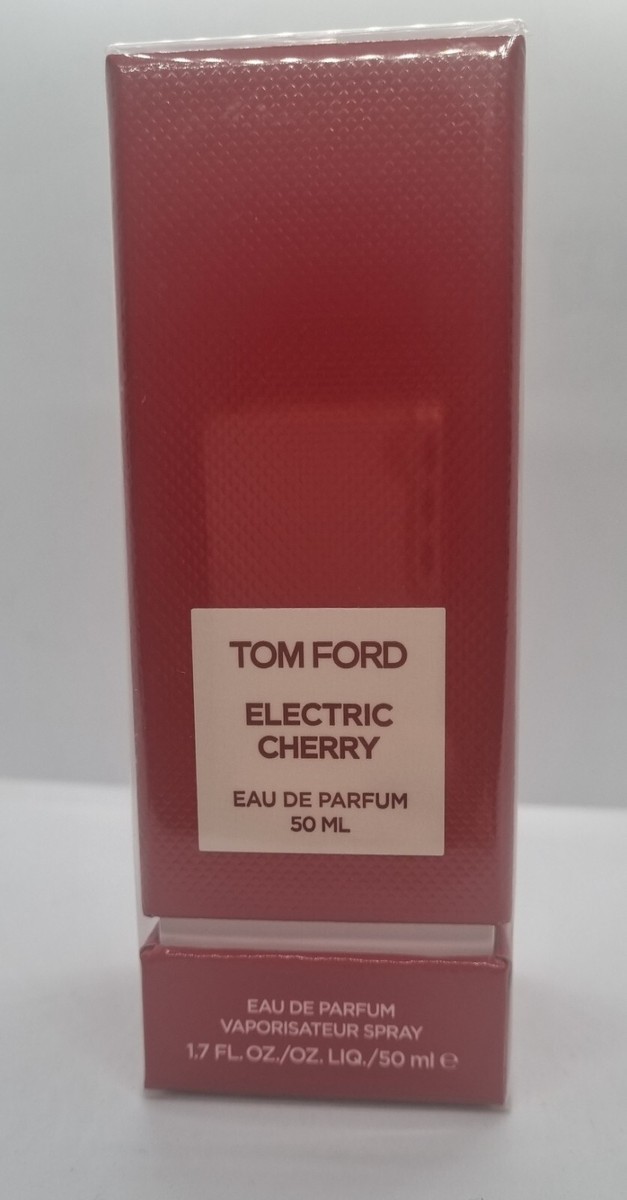 TOM FORD
ELECTRIC
CHERRY
EAU DE PARFUM
50 ML
EAU DE PARFUM
VAPORISATEUR SPRAY
1.7 FL. OZ./OZ. LIQ./50 ml ℮